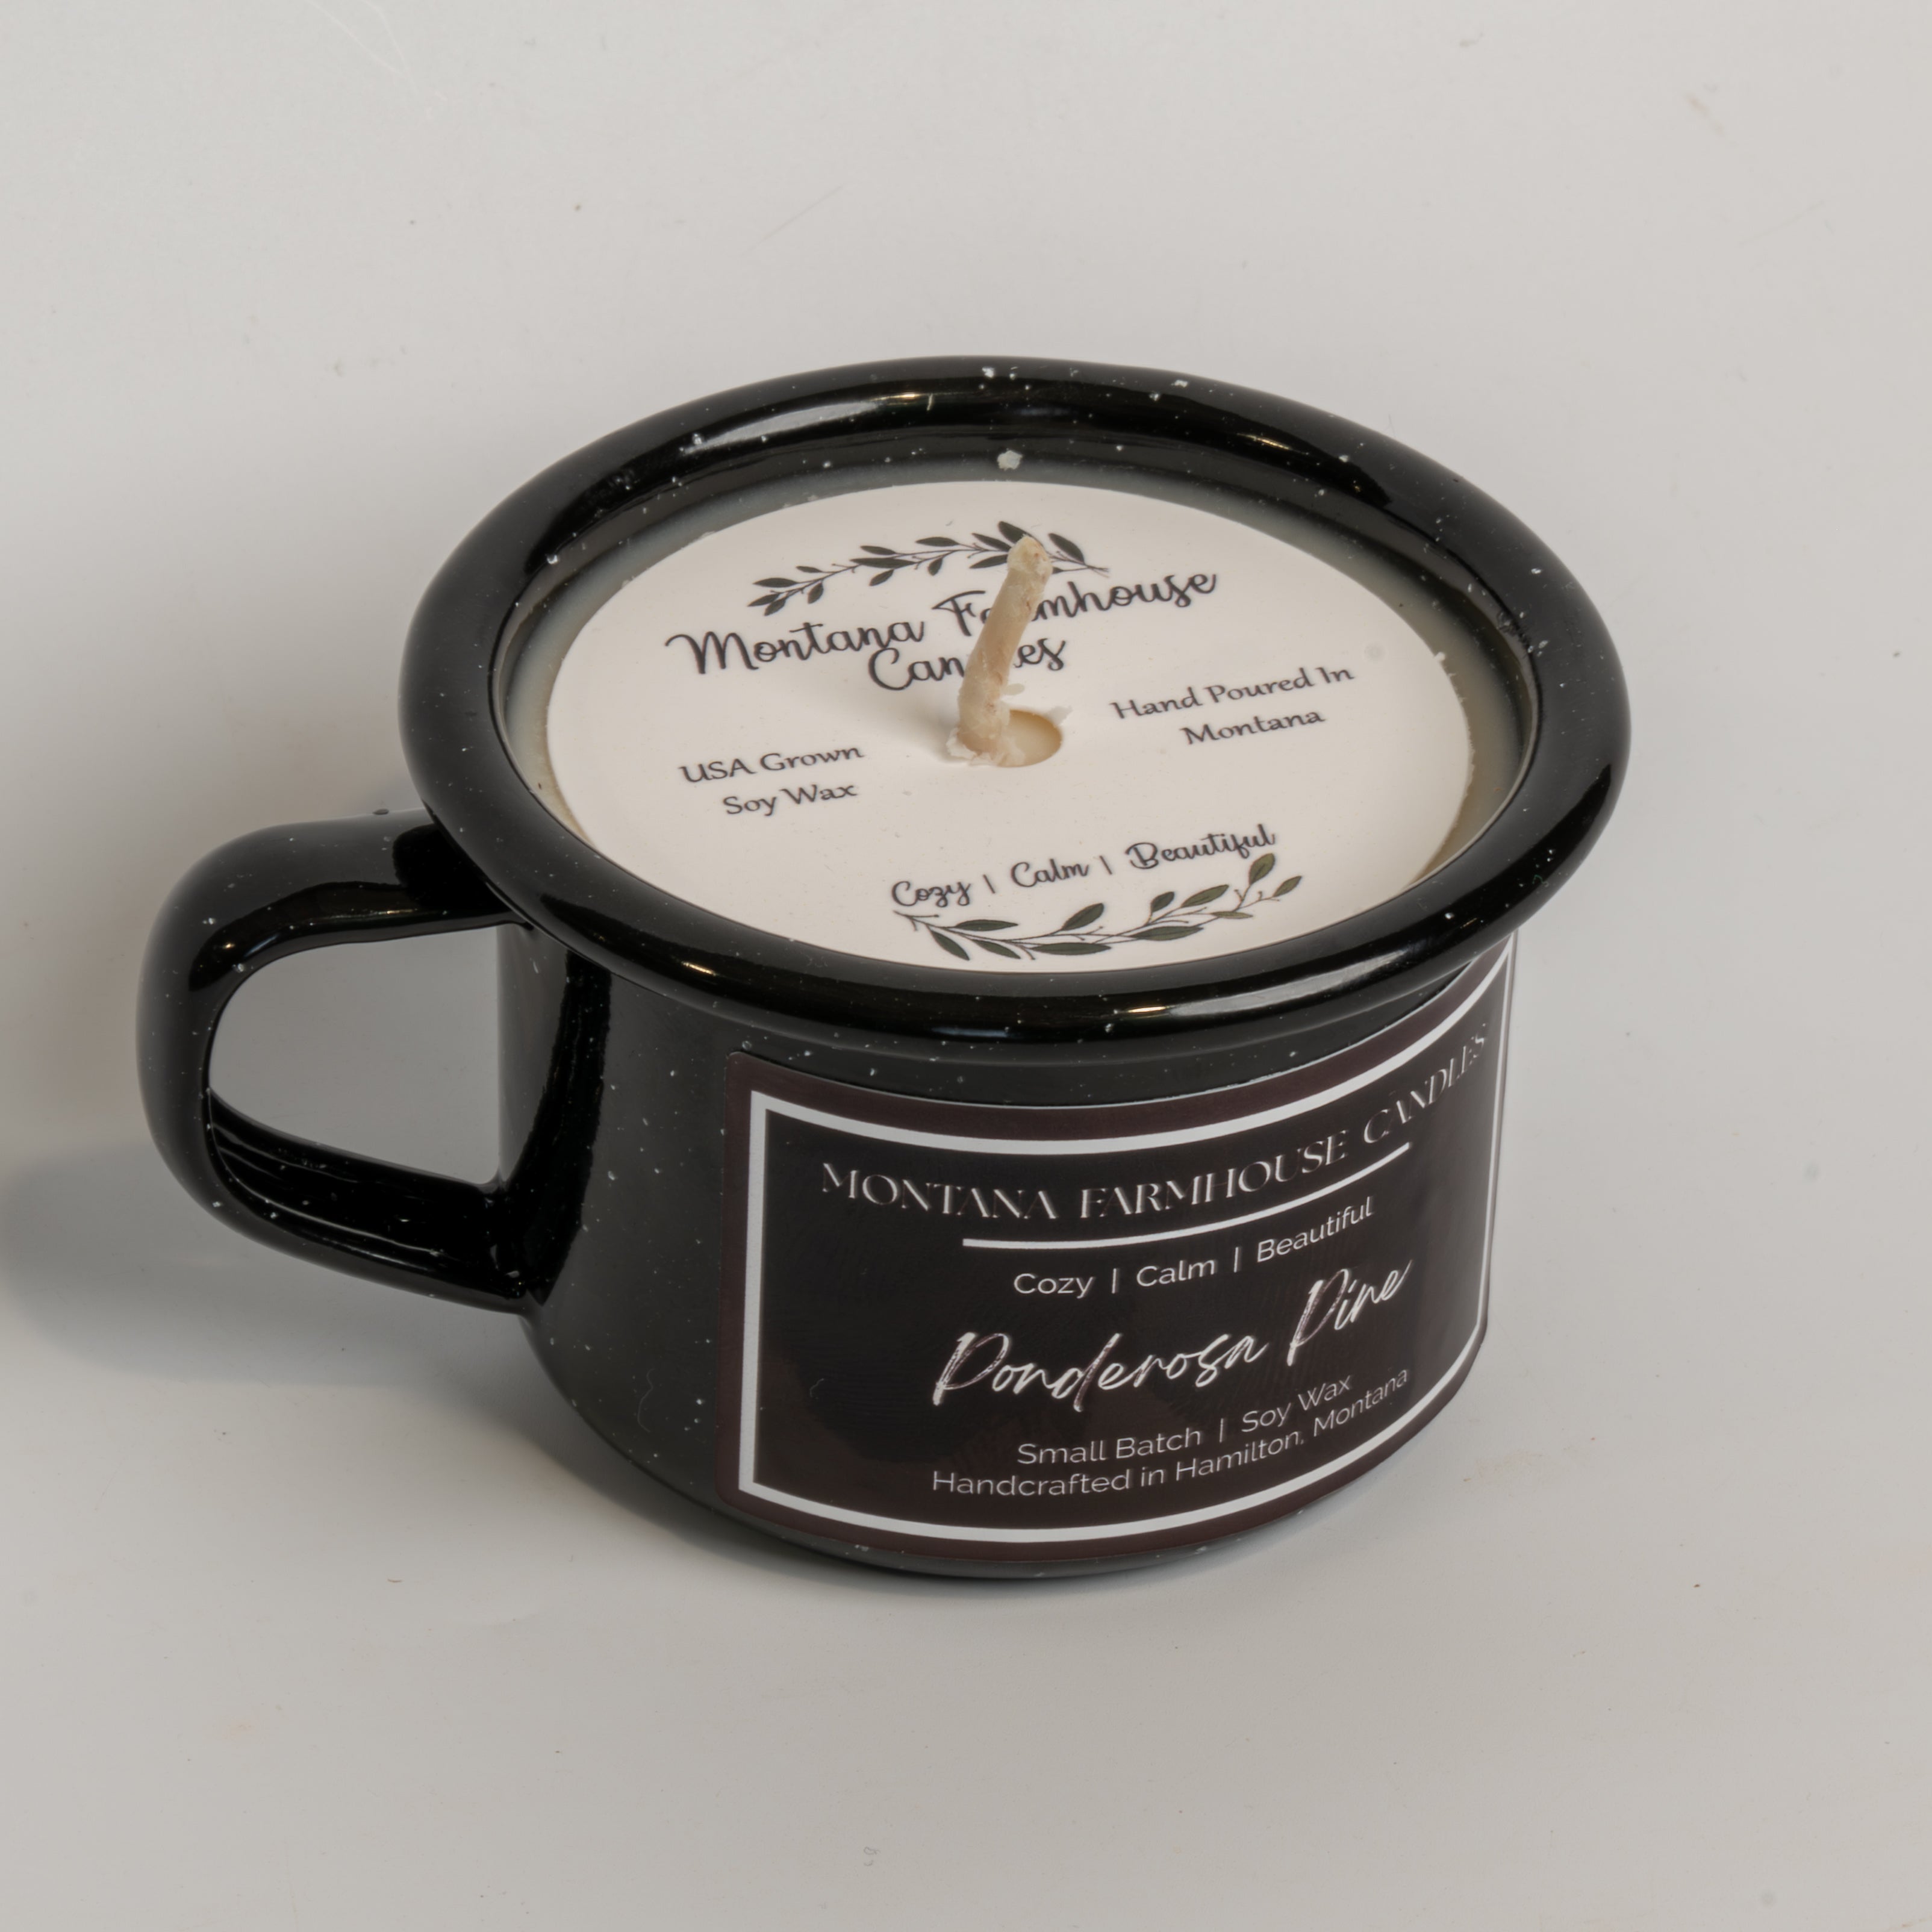 Montana Farmhouse
Candles
Hand Poured In
Montana
USA Grown
Soy Wax
Cozy | Calm | Beautiful
MONTANA FARMHOUSE CANDLES
Cozy | Calm | Beautiful
Ponderosa Pine
Small Batch | Soy Wax
Handcrafted in Hamilton, Montana